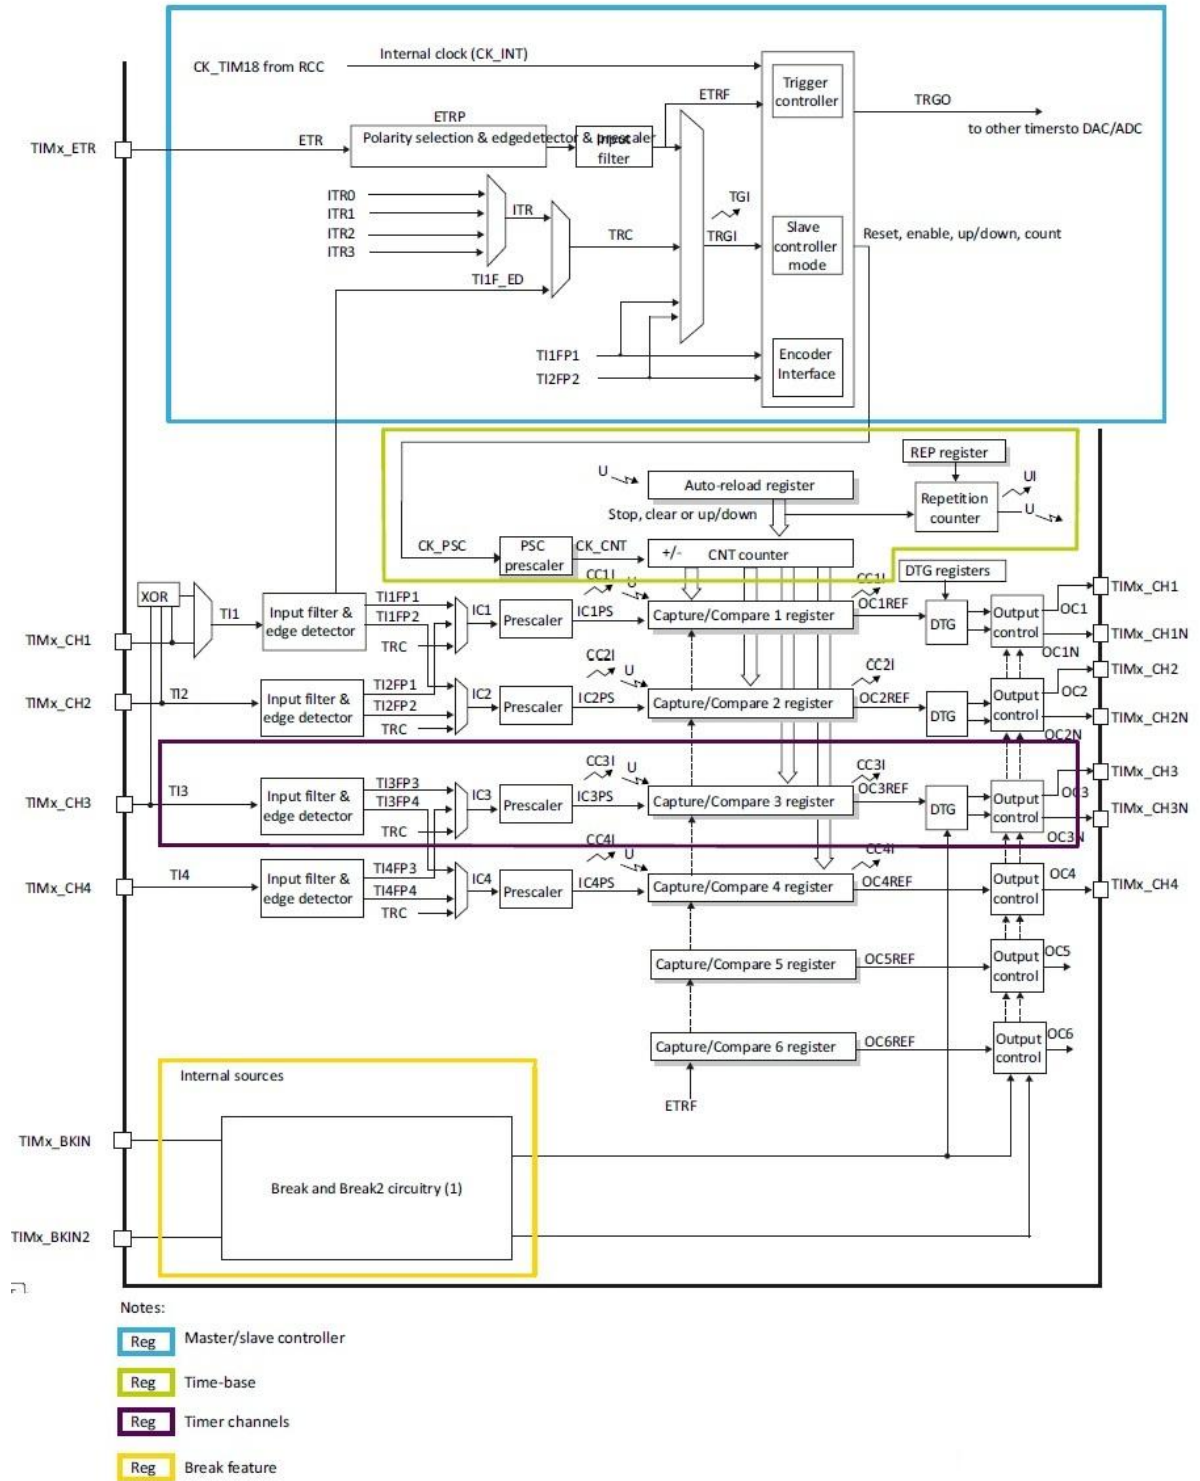 Internal clock (CK_INT)
CK_TIM18 from RCC
Trigger
controller
ETRF
TRGO
to other timersto DAC/ADC
ETRP
TIMx_ETR
ETR
Polarity selection & edgedetector & prescaler
Input
filter
ITR0
ITR1
ITR2
ITR3
ITR
TGI
TRC
TRGI
Slave
controller
mode
Reset, enable, up/down, count
TI1F_ED
TI1FP1
TI2FP2
Encoder
Interface
REP register
U
Auto-reload register
UI
Repetition
counter
U
Stop, clear or up/down
CK_PSC
PSC
prescaler
CK_CNT
+/-
CNT counter
DTG registers
XOR
TI1
TIMx_CH1
Input filter &
edge detector
TI1FP1
TI1FP2
TRC
IC1
Prescaler
IC1PS
CC1I
U
Capture/Compare 1 register
CC1I
OC1REF
DTG
Output
control
OC1
TIMx_CH1
TIMx_CH1N
OC1N
TIMx_CH2
TI2
Input filter &
edge detector
TI2FP1
TI2FP2
TRC
IC2
Prescaler
IC2PS
CC2I
U
Capture/Compare 2 register
CC2I
OC2REF
DTG
Output
control
OC2
TIMx_CH2
TIMx_CH2N
OC2N
TIMx_CH3
TI3
Input filter &
edge detector
TI3FP3
TI3FP4
TRC
IC3
Prescaler
IC3PS
CC3I
U
Capture/Compare 3 register
CC3I
OC3REF
DTG
Output
control
OC3
TIMx_CH3
TIMx_CH3N
OC3N
TIMx_CH4
TI4
Input filter &
edge detector
TI4FP3
TI4FP4
TRC
IC4
Prescaler
IC4PS
CC4I
U
Capture/Compare 4 register
CC4I
OC4REF
Output
control
OC4
TIMx_CH4
Capture/Compare 5 register
OC5REF
Output
control
OC5
Capture/Compare 6 register
OC6REF
Output
control
OC6
ETRF
Internal sources
TIMx_BKIN
Break and Break2 circuitry (1)
TIMx_BKIN2
Notes:
Reg Master/slave controller
Reg Time-base
Reg Timer channels
Reg Break feature